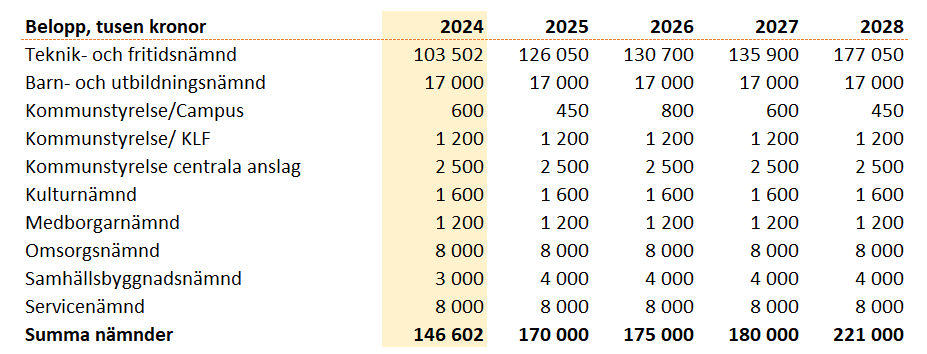 Belopp, tusen kronor 2024 2025 2026 2027 2028
Teknik- och fritidsnämnd 103 502 126 050 130 700 135 900 177 050
Barn- och utbildningsnämnd 17 000 17 000 17 000 17 000 17 000
Kommunstyrelse/Campus 600 450 800 600 450
Kommunstyrelse/ KLF 1 200 1 200 1 200 1 200 1 200
Kommunstyrelse centrala anslag 2 500 2 500 2 500 2 500 2 500
Kulturnämnd 1 600 1 600 1 600 1 600 1 600
Medborgarnämnd 1 200 1 200 1 200 1 200 1 200
Omsorgsnämnd 8 000 8 000 8 000 8 000 8 000
Samhällsbyggnadsnämnd 3 000 4 000 4 000 4 000 4 000
Servicenämnd 8 000 8 000 8 000 8 000 8 000
Summa nämnder 146 602 170 000 175 000 180 000 221 000